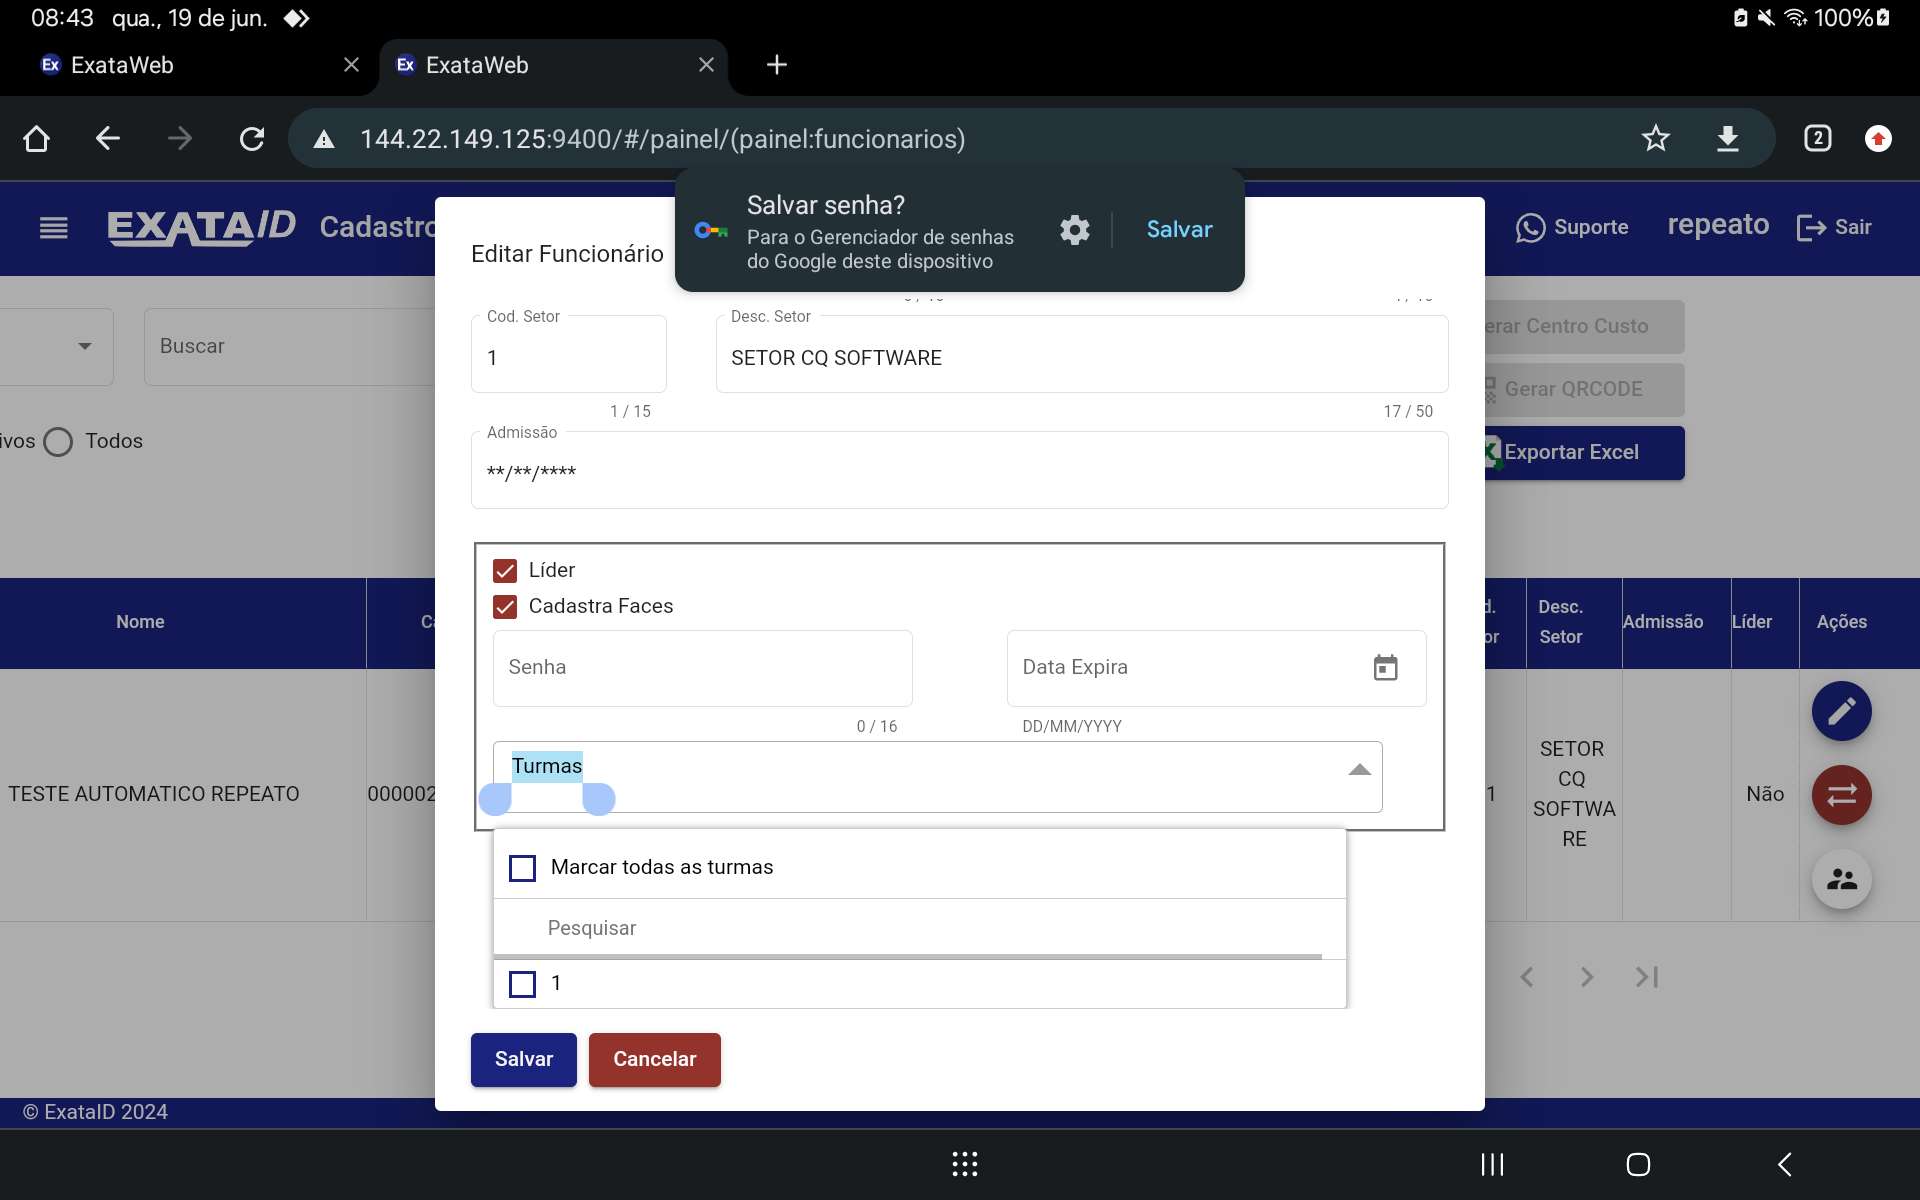 08:43 qua., 19 de jun.
100%
Ex ExataWeb
Ex ExataWeb
144.22.149.125:9400/#/painel/(painel:funcionarios)
2
Salvar senha?
Para o Gerenciador de senhas
do Google deste dispositivo
Salvar
EXATAID
Cadastro
Suporte
repeato
Sair
Editar Funcionário
Buscar
ivos
Todos
erar Centro Custo
Gerar QRCODE
Exportar Excel
Cod. Setor
1
1 / 15
Desc. Setor
SETOR CQ SOFTWARE
17 / 50
Admissão
**/**/****
Líder
Cadastra Faces
Senha
0 / 16
Data Expira
DD/MM/YYYY
Turmas
Marcar todas as turmas
Pesquisar
1
Salvar
Cancelar
Nome
Ca
d.
or
Desc.
Setor
Admissão
Líder
Ações
TESTE AUTOMATICO REPEATO
000002
1
SETOR
CQ
SOFTWA
RE
Não
© ExataID 2024